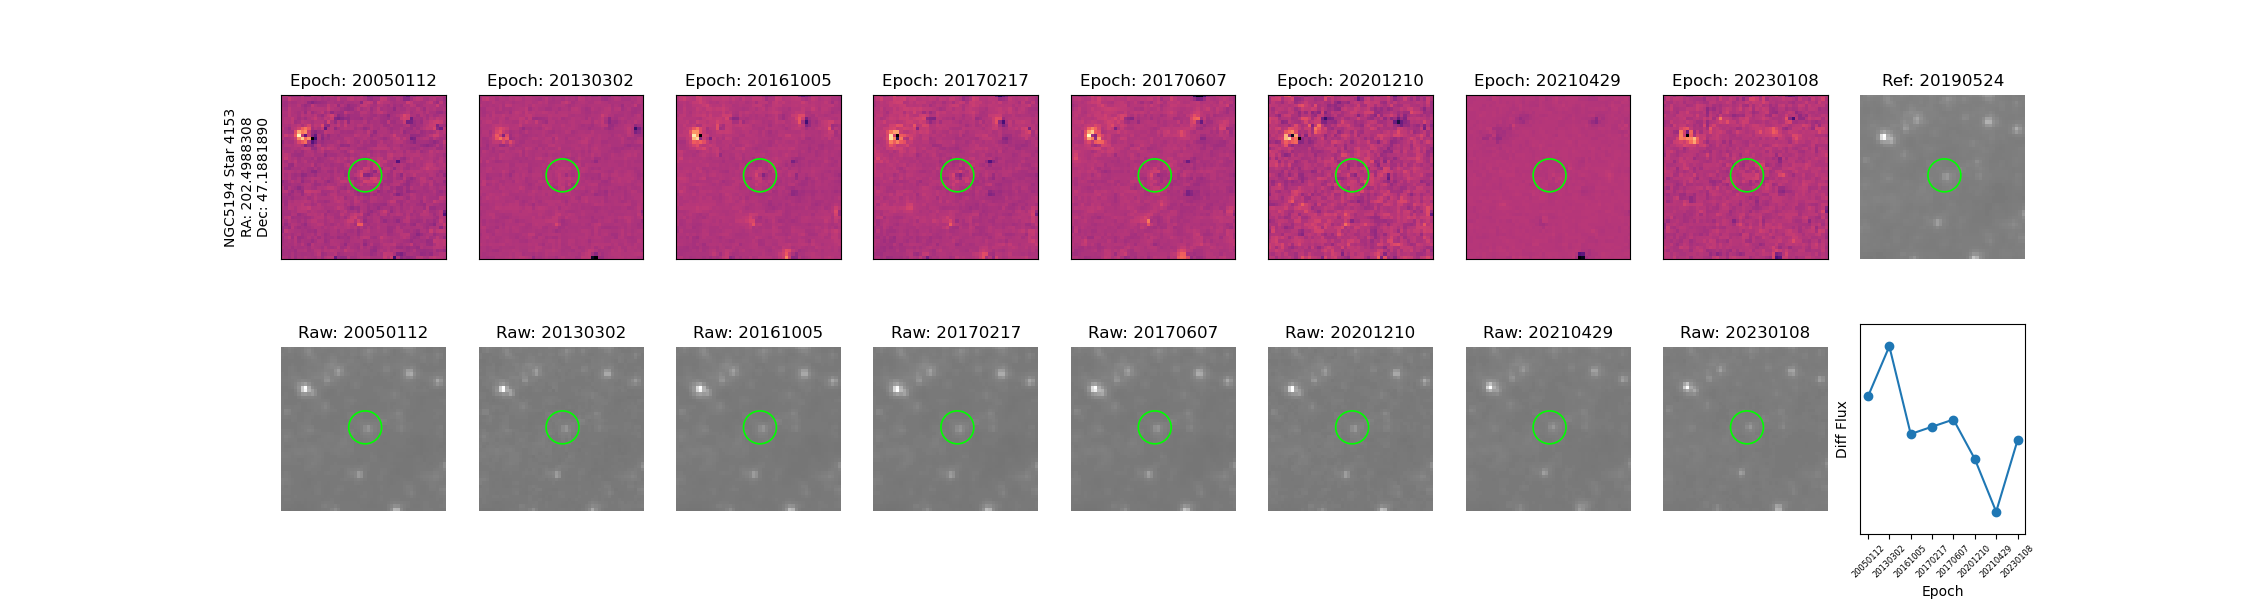 NGC5194 Star 4153
RA: 202.4988308
Dec: 47.1881890
Epoch: 20050112
Epoch: 20130302
Epoch: 20161005
Epoch: 20170217
Epoch: 20170607
Epoch: 20201210
Epoch: 20210429
Epoch: 20230108
Ref: 20190524
Raw: 20050112
Raw: 20130302
Raw: 20161005
Raw: 20170217
Raw: 20170607
Raw: 20201210
Raw: 20210429
Raw: 20230108
Diff Flux
20050112
20130302
20161005
20170217
20170607
20201210
20210429
20230108
Epoch